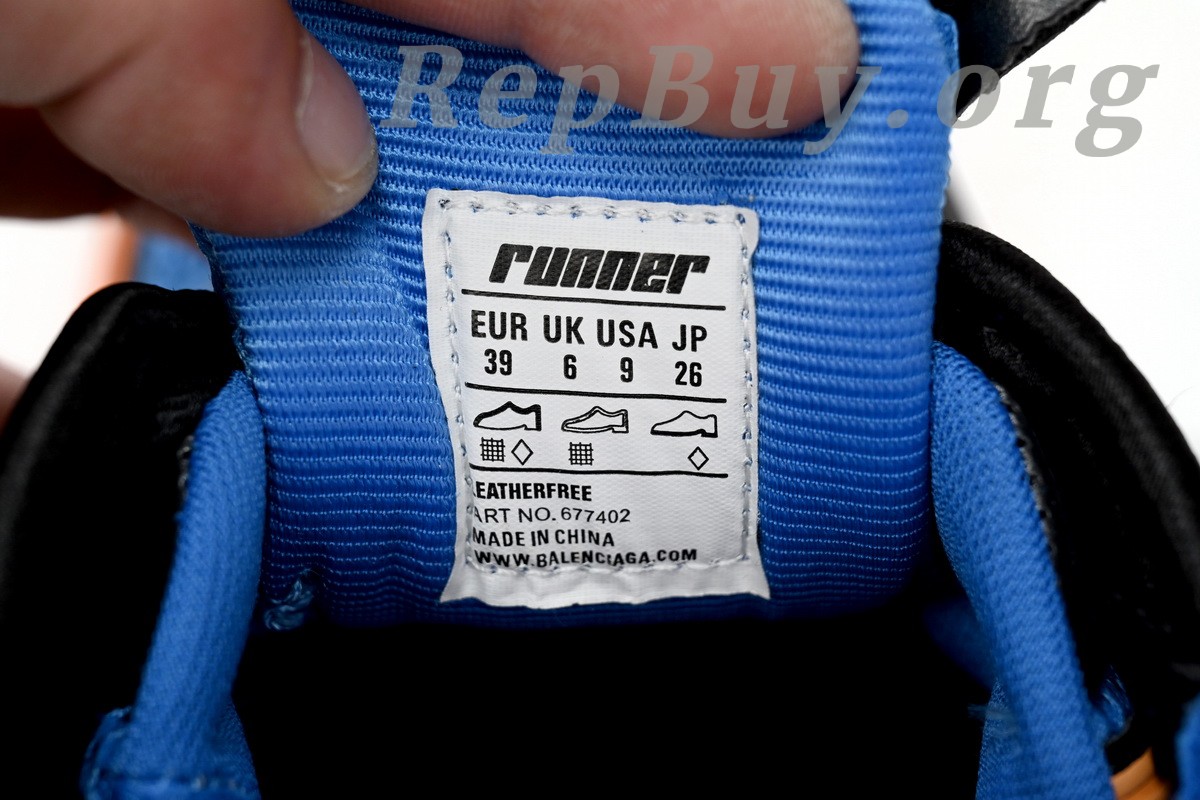 RepBuy.org
runner
EUR UK USA JP
39 6 9 26
EATHERFREE
ART NO. 677402
MADE IN CHINA
WWW.BALENCIAGA.COM